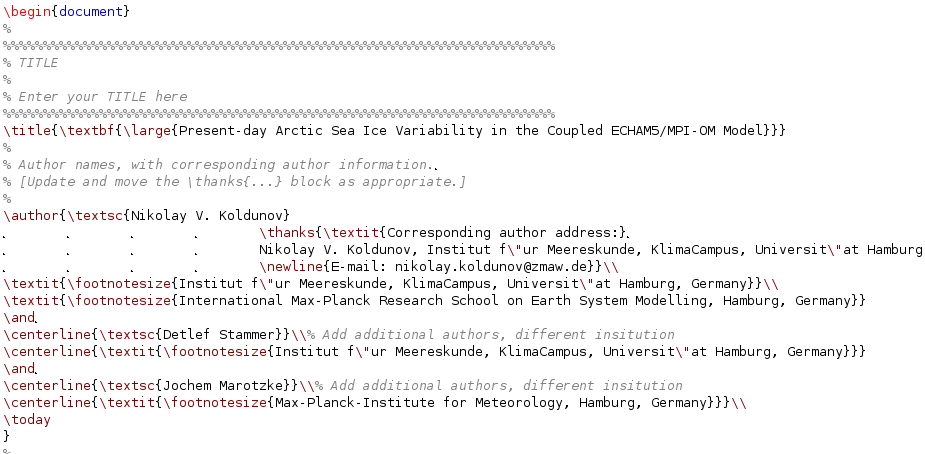 \begin{document}
%
%%%%%%%%%%%%%%%%%%%%%%%%%%%%%%%%%%%%%%%%%%%%%%%%%%%%%%%%%%%%%%%%%%%%%
% TITLE
%
% Enter your TITLE here
%%%%%%%%%%%%%%%%%%%%%%%%%%%%%%%%%%%%%%%%%%%%%%%%%%%%%%%%%%%%%%%%%%%%%
\title{\textbf{\large{Present-day Arctic Sea Ice Variability in the Coupled ECHAM5/MPI-OM Model}}}
%
% Author names, with corresponding author information.
% [Update and move the \thanks{...} block as appropriate.]
%
\author{\textsc{Nikolay V. Koldunov}
\thanks{\textit{Corresponding author address:}
Nikolay V. Koldunov, Institut f\"ur Meereskunde, KlimaCampus, Universit\"at Hamburg
\newline{E-mail: nikolay.koldunov@zmaw.de}}\\
\textit{\footnotesize{Institut f\"ur Meereskunde, KlimaCampus, Universit\"at Hamburg, Germany}}\\
\textit{\footnotesize{International Max-Planck Research School on Earth System Modelling, Hamburg, Germany}}
\and
\centerline{\textsc{Detlef Stammer}}\\% Add additional authors, different insitution
\centerline{\textit{\footnotesize{Institut f\"ur Meereskunde, KlimaCampus, Universit\"at Hamburg, Germany}}}
\and
\centerline{\textsc{Jochem Marotzke}}\\% Add additional authors, different insitution
\centerline{\textit{\footnotesize{Max-Planck-Institute for Meteorology, Hamburg, Germany}}}\\
\today
}
%